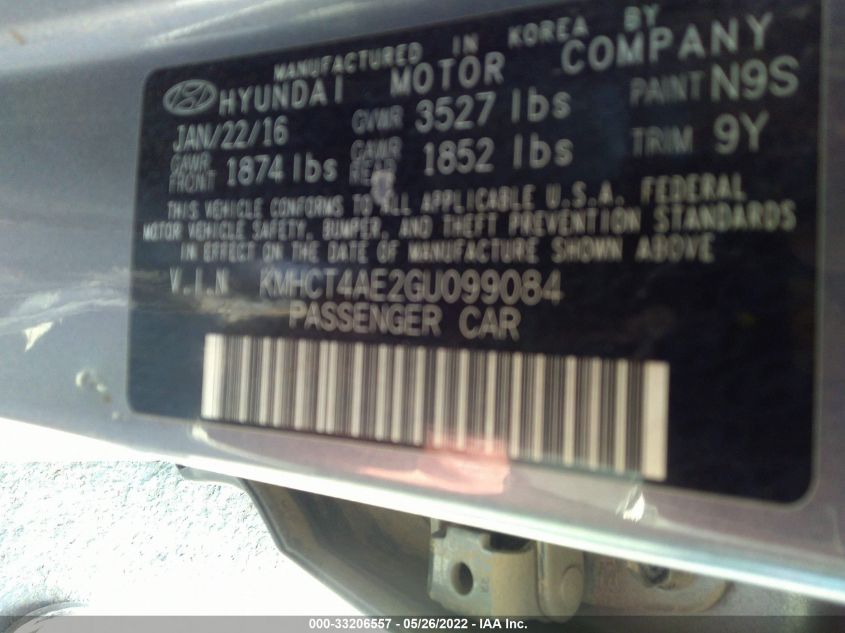 MANUFACTURED IN KOREA BY
HYUNDAI MOTOR COMPANY
JAN/22/16 GVWR 3527 lbs PAINT N9S
GAWR FRONT 1874 lbs GAWR REAR 1852 lbs TRIM 9Y
THIS VEHICLE CONFORMS TO ALL APPLICABLE U.S.A. FEDERAL
MOTOR VEHICLE SAFETY, BUMPER, AND THEFT PREVENTION STANDARDS
IN EFFECT ON THE DATE OF MANUFACTURE SHOWN ABOVE
V.I.N KMHCT4AE2GU099084
PASSENGER CAR
000-33206557 - 05/26/2022 - IAA Inc.